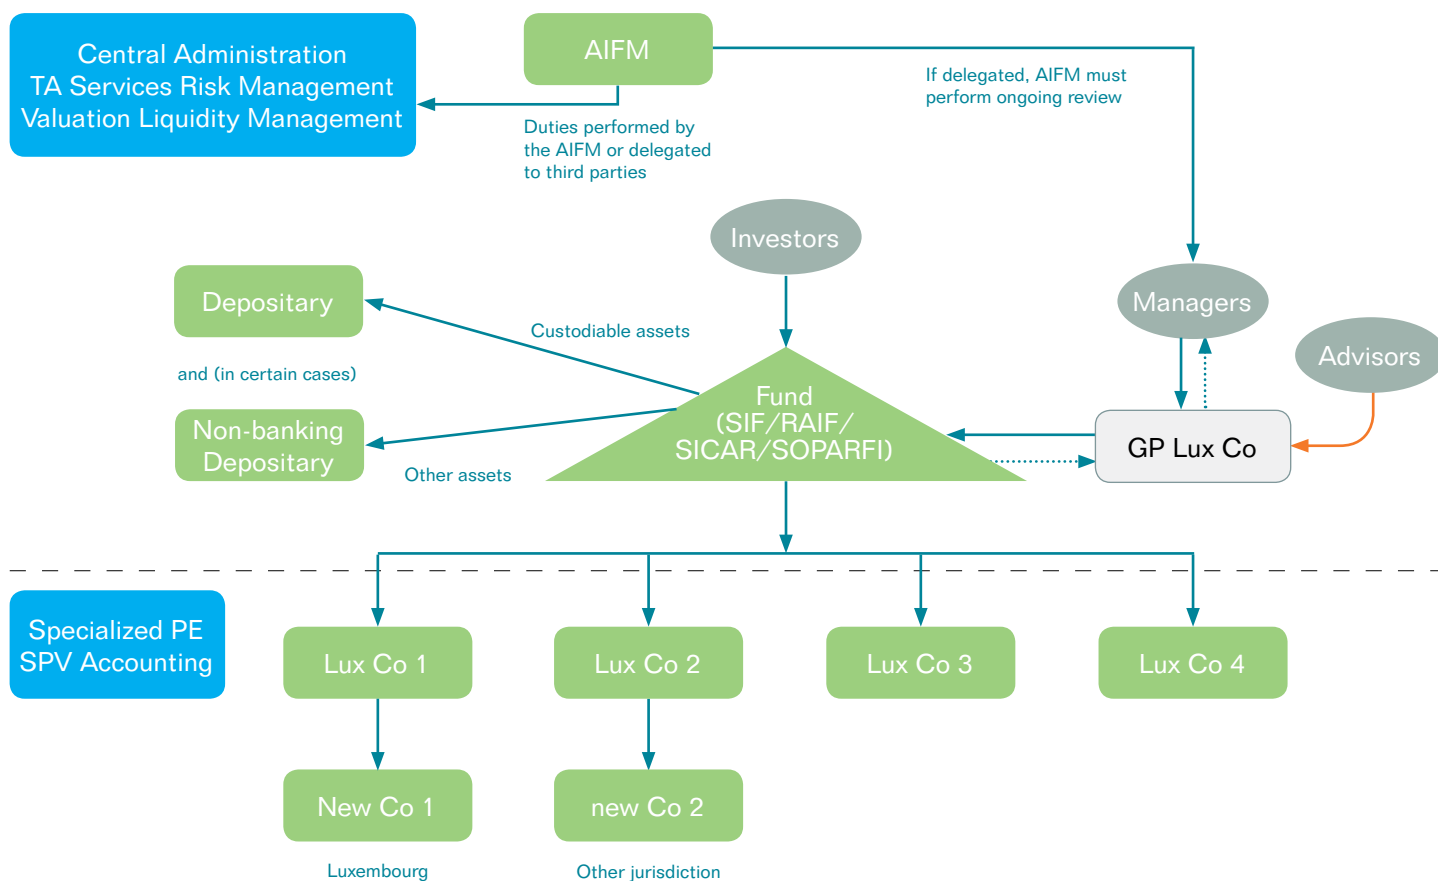 Central Administration
TA Services Risk Management
Valuation Liquidity Management
AIFM
If delegated, AIFM must
perform ongoing review
Duties performed by
the AIFM or delegated
to third parties
Investors
Depositary
Managers
Custodiable assets
Advisors
and (in certain cases)
Fund
(SIF/RAIF/
SICAR/SOPARFI)
Non-banking
Depositary
GP Lux Co
Other assets
Specialized PE
SPV Accounting
Lux Co 1
Lux Co 2
Lux Co 3
Lux Co 4
New Co 1
new Co 2
Luxembourg
Other jurisdiction